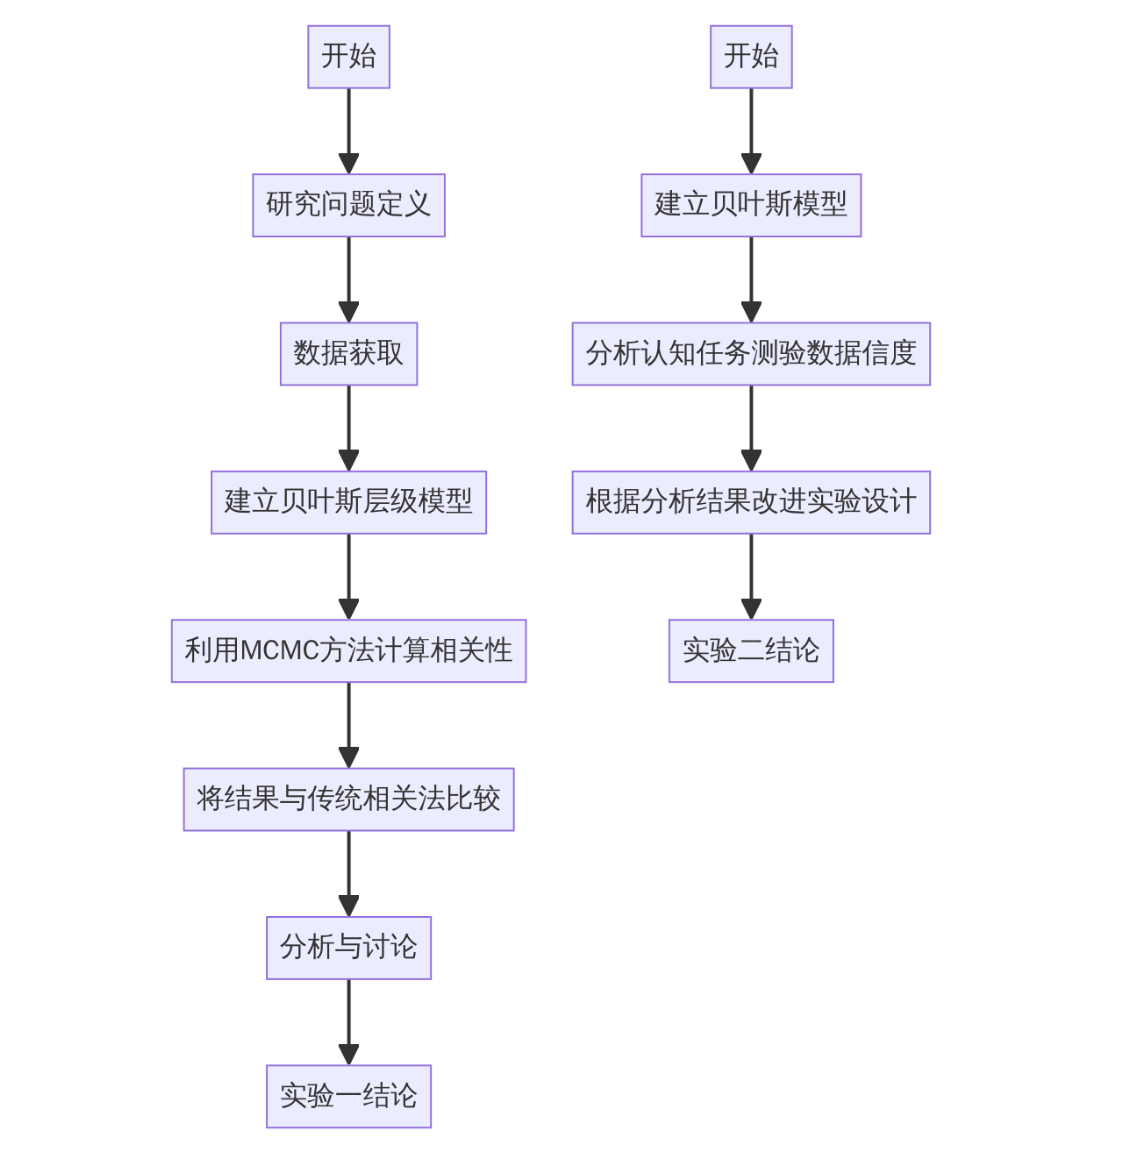 开始
研究问题定义
数据获取
建立贝叶斯层级模型
利用MCMC方法计算相关性
将结果与传统相关法比较
分析与讨论
实验一结论
开始
建立贝叶斯模型
分析认知任务测验数据信度
根据分析结果改进实验设计
实验二结论